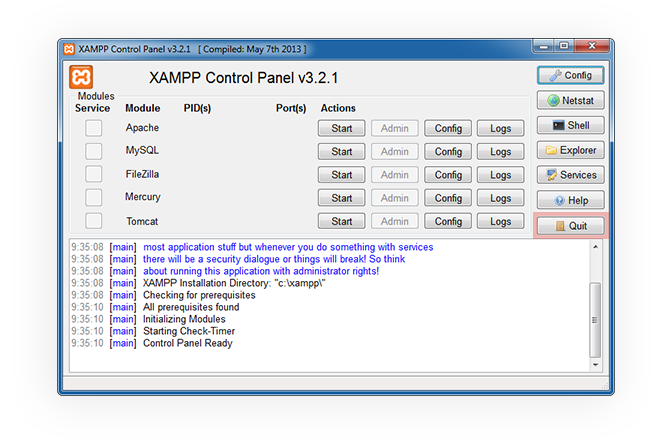 XAMPP Control Panel v3.2.1 [ Compiled: May 7th 2013 ]
XAMPP Control Panel v3.2.1
Config
Modules
Service Module PID(s) Port(s) Actions
Netstat
Apache Start Admin Config Logs
Shell
MySQL Start Admin Config Logs
Explorer
FileZilla Start Admin Config Logs
Services
Mercury Start Admin Config Logs
Help
Tomcat Start Admin Config Logs
Quit
9:35:08 [main] most application stuff but whenever you do something with services
9:35:08 [main] there will be a security dialogue or things will break! So think
9:35:08 [main] about running this application with administrator rights!
9:35:08 [main] XAMPP Installation Directory: "c:\xampp\"
9:35:08 [main] Checking for prerequisites
9:35:10 [main] All prerequisites found
9:35:10 [main] Initializing Modules
9:35:10 [main] Starting Check-Timer
9:35:10 [main] Control Panel Ready